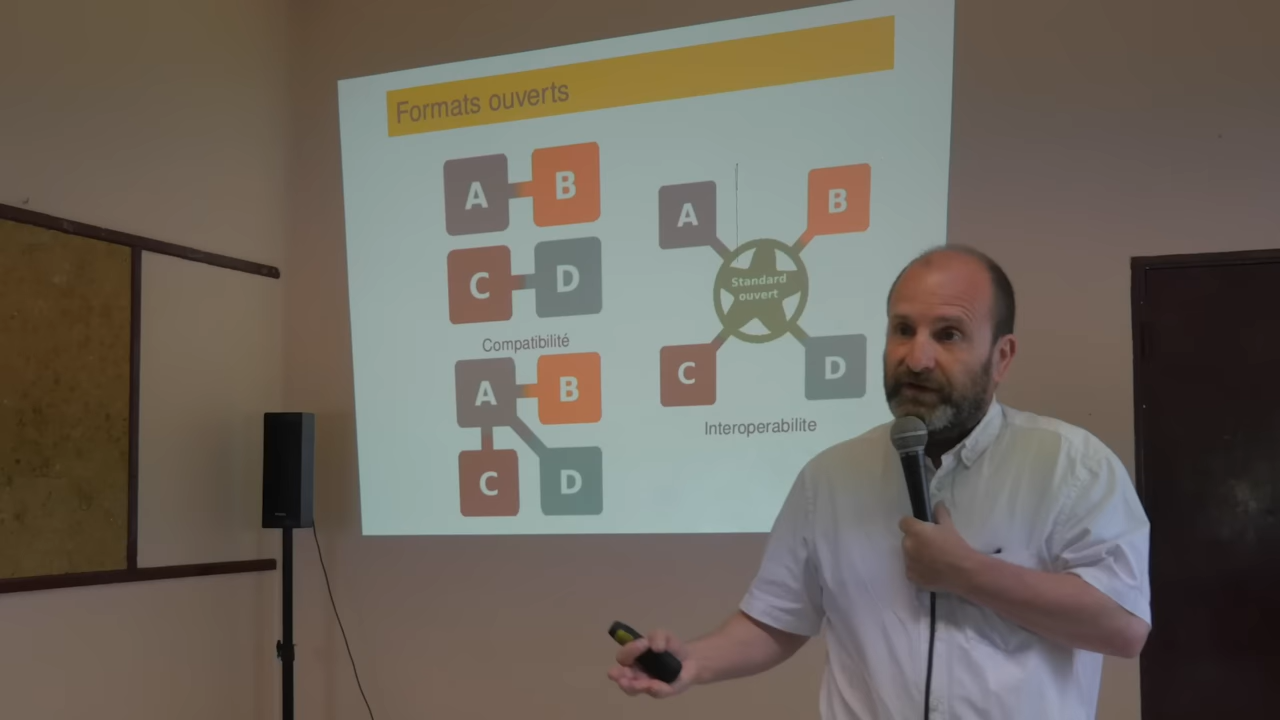 Formats ouverts
A B
C D
Compatibilité
A B
C D
A B
Standard
ouvert
C D
Interoperabilite